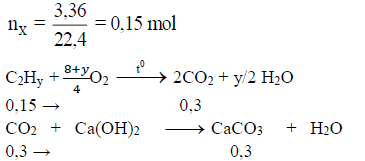 nX = 3,36/22,4 = 0,15 mol
C2Hy + (8+y)/4 O2 —t⁰→ 2CO2 + y/2 H2O
0,15 → 0,3
CO2 + Ca(OH)2 ⟶ CaCO3 + H2O
0,3 → 0,3